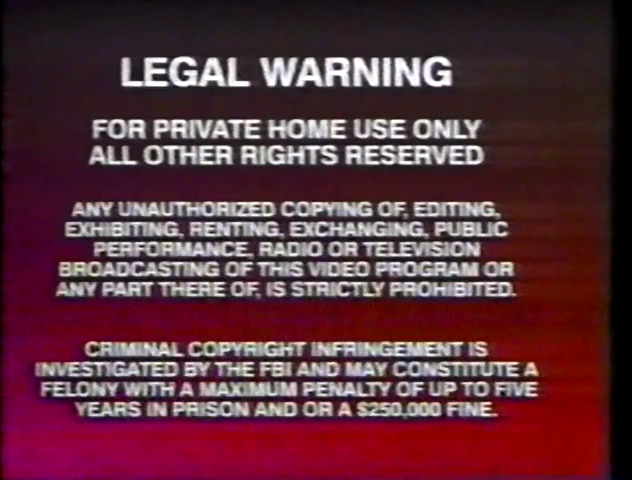 LEGAL WARNING
FOR PRIVATE HOME USE ONLY
ALL OTHER RIGHTS RESERVED
ANY UNAUTHORIZED COPYING OF, EDITING,
EXHIBITING, RENTING, EXCHANGING, PUBLIC
PERFORMANCE, RADIO OR TELEVISION
BROADCASTING OF THIS VIDEO PROGRAM OR
ANY PART THERE OF, IS STRICTLY PROHIBITED.
CRIMINAL COPYRIGHT INFRINGEMENT IS
INVESTIGATED BY THE FBI AND MAY CONSTITUTE A
FELONY WITH A MAXIMUM PENALTY OF UP TO FIVE
YEARS IN PRISON AND OR A $250,000 FINE.